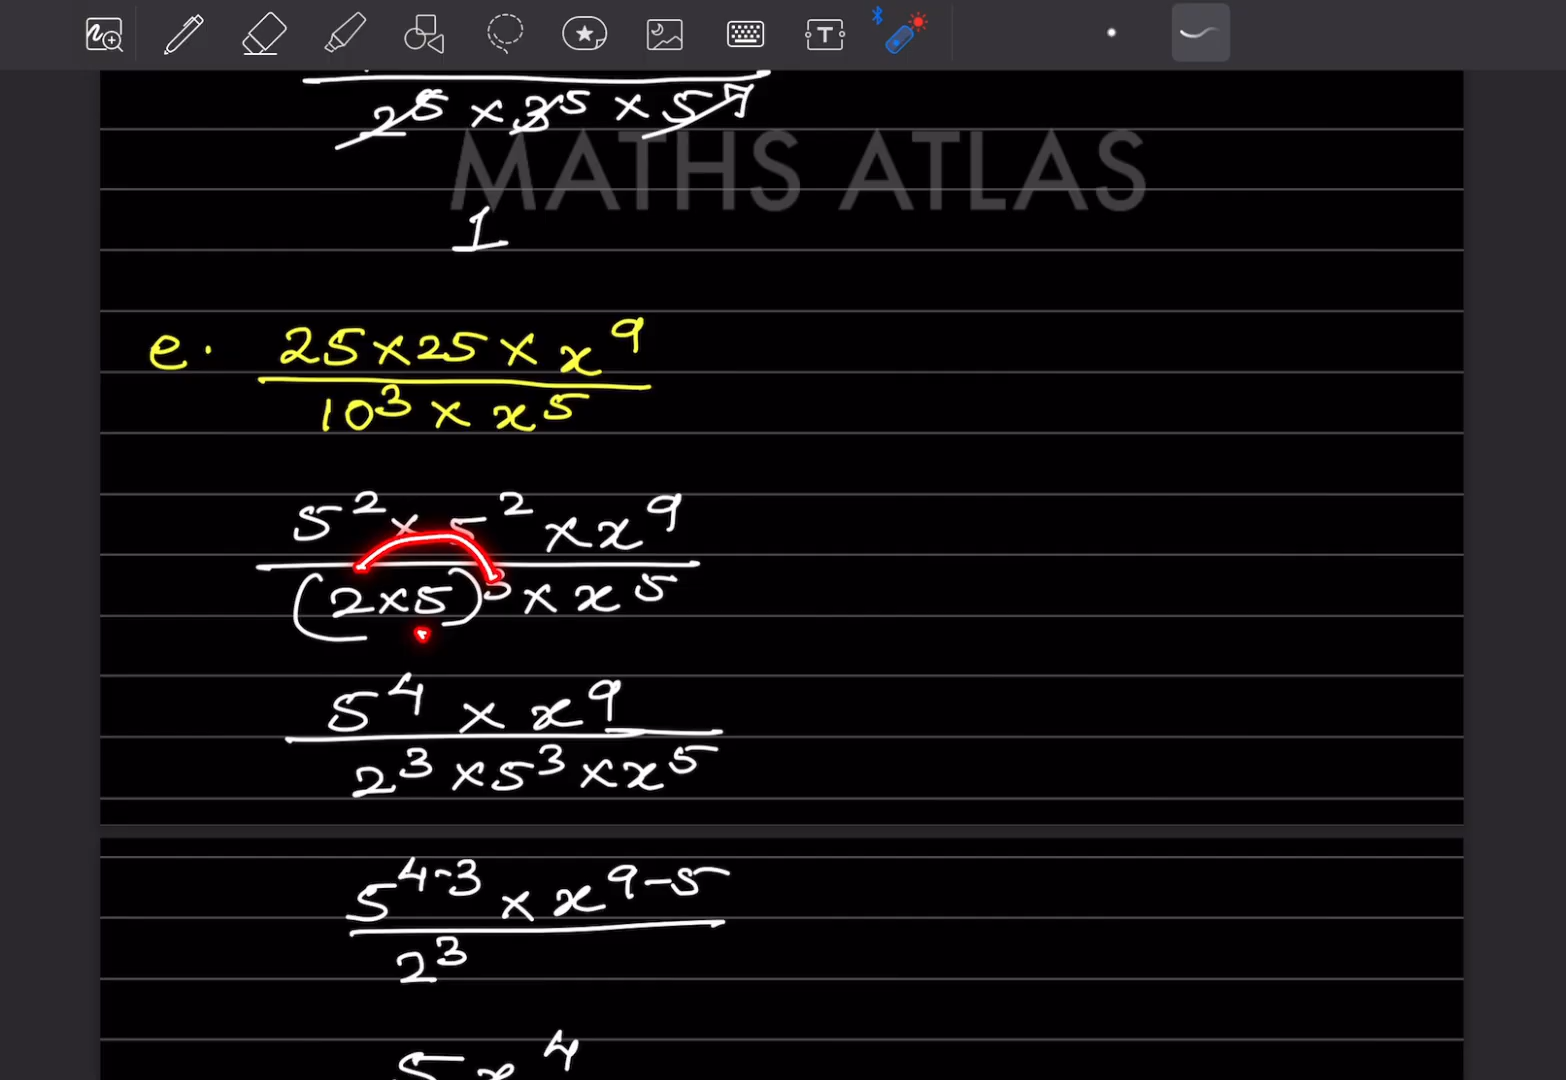 2⁵ × 3⁵ × 5⁷
MATHS ATLAS
1
e. 25 × 25 × x⁹
10³ × x⁵
5² × 5² × x⁹
(2 × 5)³ × x⁵
5⁴ × x⁹
2³ × 5³ × x⁵
5⁴⁻³ × x⁹⁻⁵
2³
5x⁴